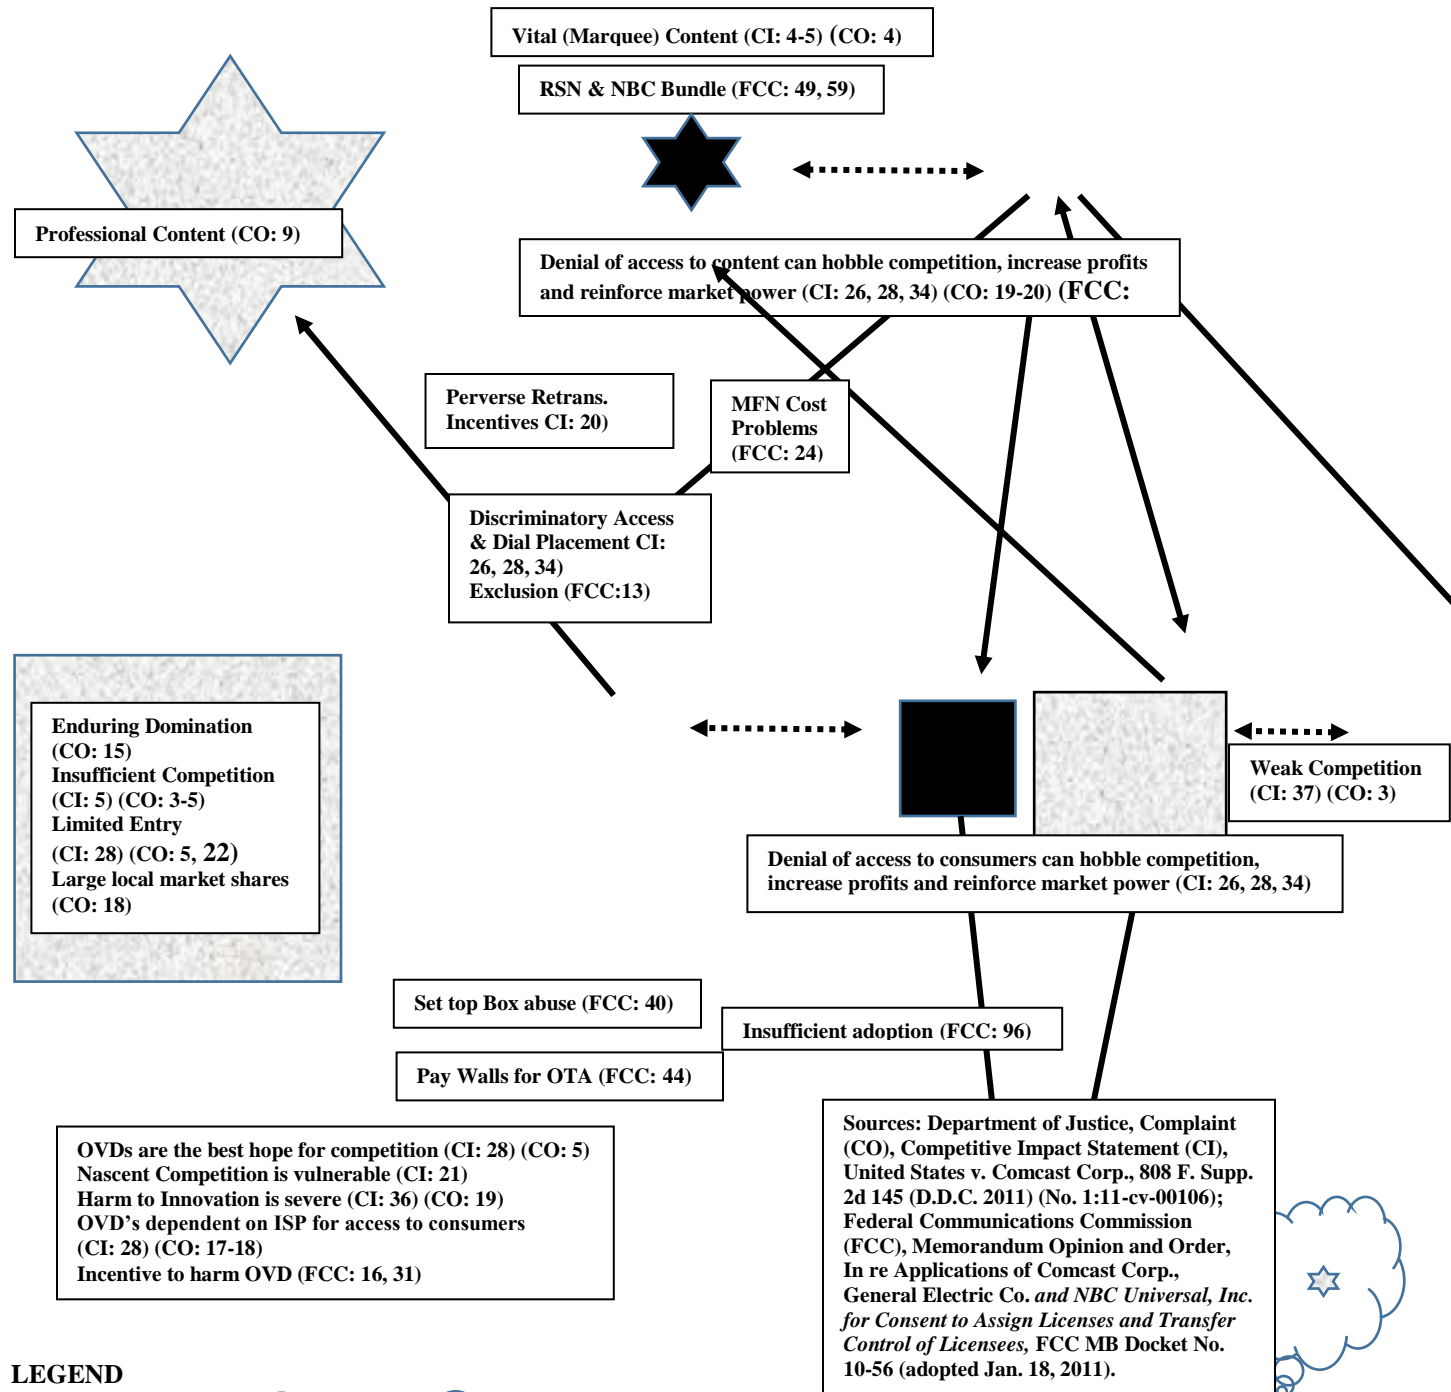 Vital (Marquee) Content (CI: 4-5) (CO: 4)
RSN & NBC Bundle (FCC: 49, 59)
Professional Content (CO: 9)
Denial of access to content can hobble competition, increase profits
and reinforce market power (CI: 26, 28, 34) (CO: 19-20) (FCC:
Perverse Retrans.
Incentives CI: 20)
MFN Cost
Problems
(FCC: 24)
Discriminatory Access
& Dial Placement CI:
26, 28, 34)
Exclusion (FCC:13)
Enduring Domination
(CO: 15)
Insufficient Competition
(CI: 5) (CO: 3-5)
Limited Entry
(CI: 28) (CO: 5, 22)
Large local market shares
(CO: 18)
Weak Competition
(CI: 37) (CO: 3)
Denial of access to consumers can hobble competition,
increase profits and reinforce market power (CI: 26, 28, 34)
Set top Box abuse (FCC: 40)
Insufficient adoption (FCC: 96)
Pay Walls for OTA (FCC: 44)
OVDs are the best hope for competition (CI: 28) (CO: 5)
Nascent Competition is vulnerable (CI: 21)
Harm to Innovation is severe (CI: 36) (CO: 19)
OVD’s dependent on ISP for access to consumers
(CI: 28) (CO: 17-18)
Incentive to harm OVD (FCC: 16, 31)
Sources: Department of Justice, Complaint
(CO), Competitive Impact Statement (CI),
United States v. Comcast Corp., 808 F. Supp.
2d 145 (D.D.C. 2011) (No. 1:11-cv-00106);
Federal Communications Commission
(FCC), Memorandum Opinion and Order,
In re Applications of Comcast Corp.,
General Electric Co. and NBC Universal, Inc.
for Consent to Assign Licenses and Transfer
Control of Licensees, FCC MB Docket No.
10-56 (adopted Jan. 18, 2011).
LEGEND